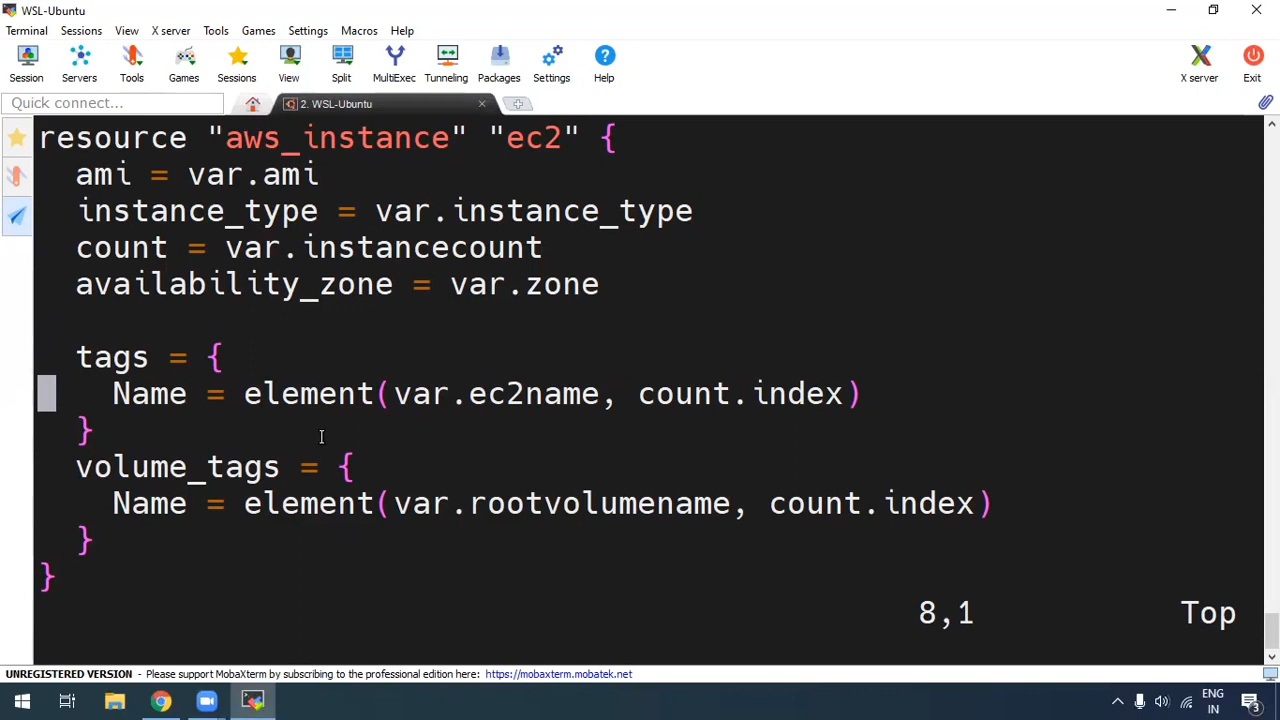 WSL-Ubuntu
Terminal Sessions View X server Tools Games Settings Macros Help
Session Servers Tools Games Sessions View Split MultiExec Tunneling Packages Settings Help X server Exit
Quick connect... 2. WSL-Ubuntu
resource "aws_instance" "ec2" {
  ami = var.ami
  instance_type = var.instance_type
  count = var.instancecount
  availability_zone = var.zone
  tags = {
    Name = element(var.ec2name, count.index)
  }
  volume_tags = {
    Name = element(var.rootvolumename, count.index)
  }
}
8,1 Top
UNREGISTERED VERSION - Please support MobaXterm by subscribing to the professional edition here: https://mobaxterm.mobatek.net
ENG
IN
3